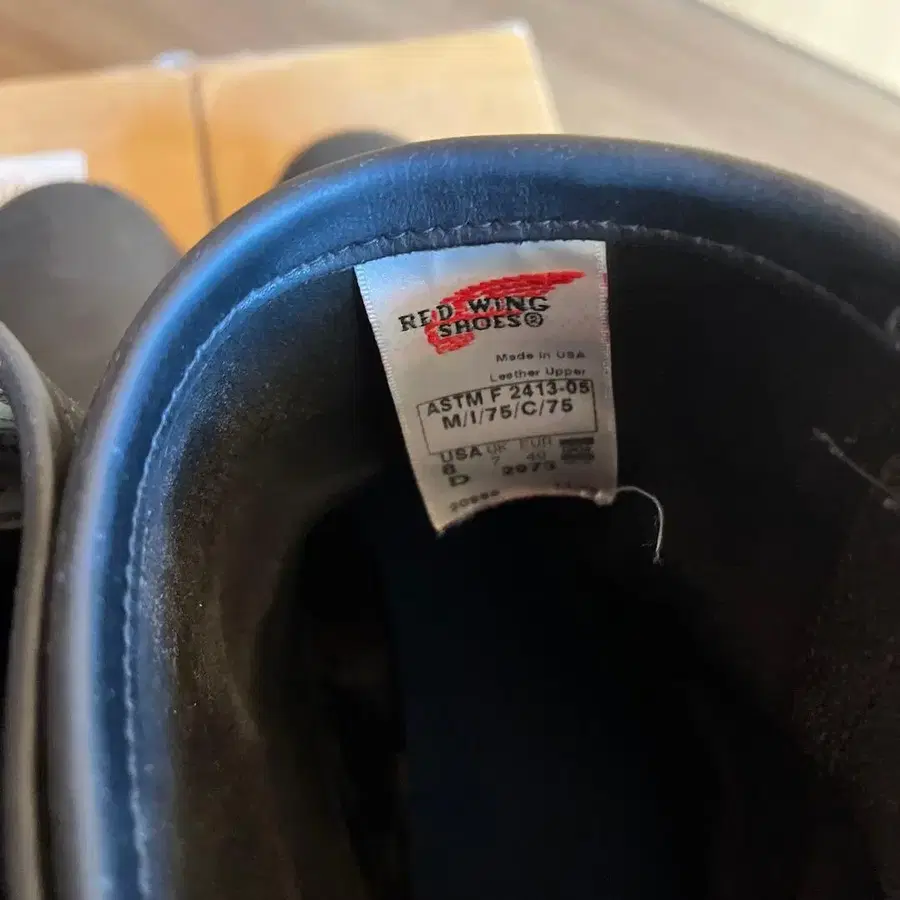 RED WING
SHOES®
Made in USA
Leather Upper
ASTM F 2413-05
M/I/75/C/75
USA UK EUR
8 7 40
D 2973